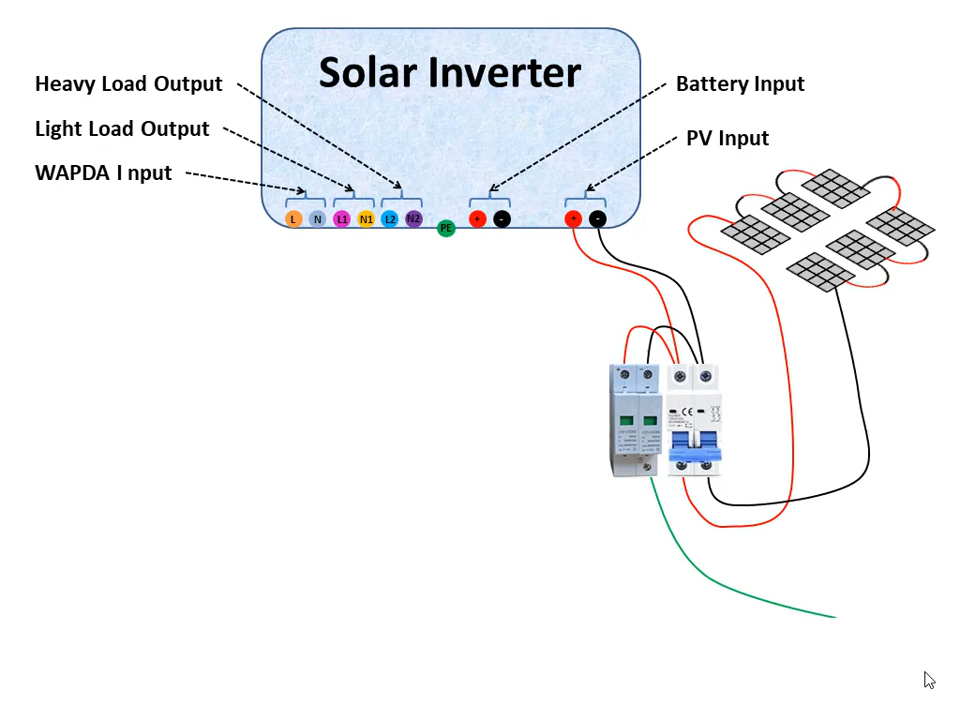 Solar Inverter
Heavy Load Output
Light Load Output
WAPDA I nput
Battery Input
PV Input
L N L1 N1 L2 N2 PE + - + -
+ -
CE